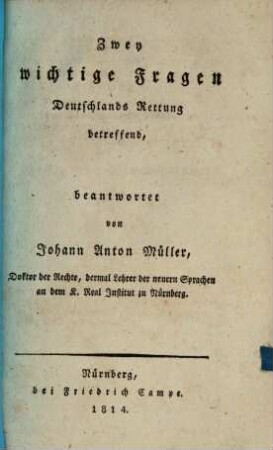 Zwey
wichtige Fragen
Deutschlands Rettung
betreffend,
beantwortet
von
Johann Anton Müller,
Doktor der Rechte, dermal Lehrer der neuern Sprachen
an dem K. Real Institut zu Nürnberg.
Nürnberg,
bei Friedrich Campe.
1814.